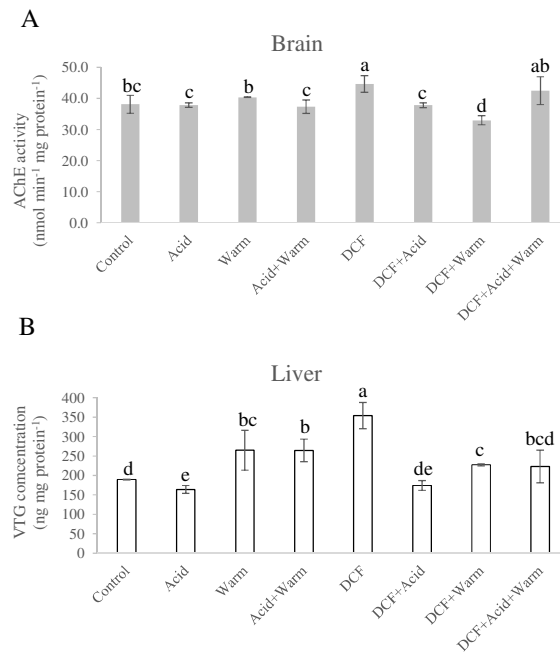 A
Brain
AChE activity
(nmol min⁻¹ mg protein⁻¹)
50.0
40.0
30.0
20.0
10.0
0.0
bc
c
b
c
a
c
d
ab
Control
Acid
Warm
Acid+Warm
DCF
DCF+Acid
DCF+Warm
DCF+Acid+Warm
B
Liver
VTG comcentration
(ng mg protein⁻¹)
400
350
300
250
200
150
100
50
0
d
e
bc
b
a
de
c
bcd
Control
Acid
Warm
Acid+Warm
DCF
DCF+Acid
DCF+Warm
DCF+Acid+Warm